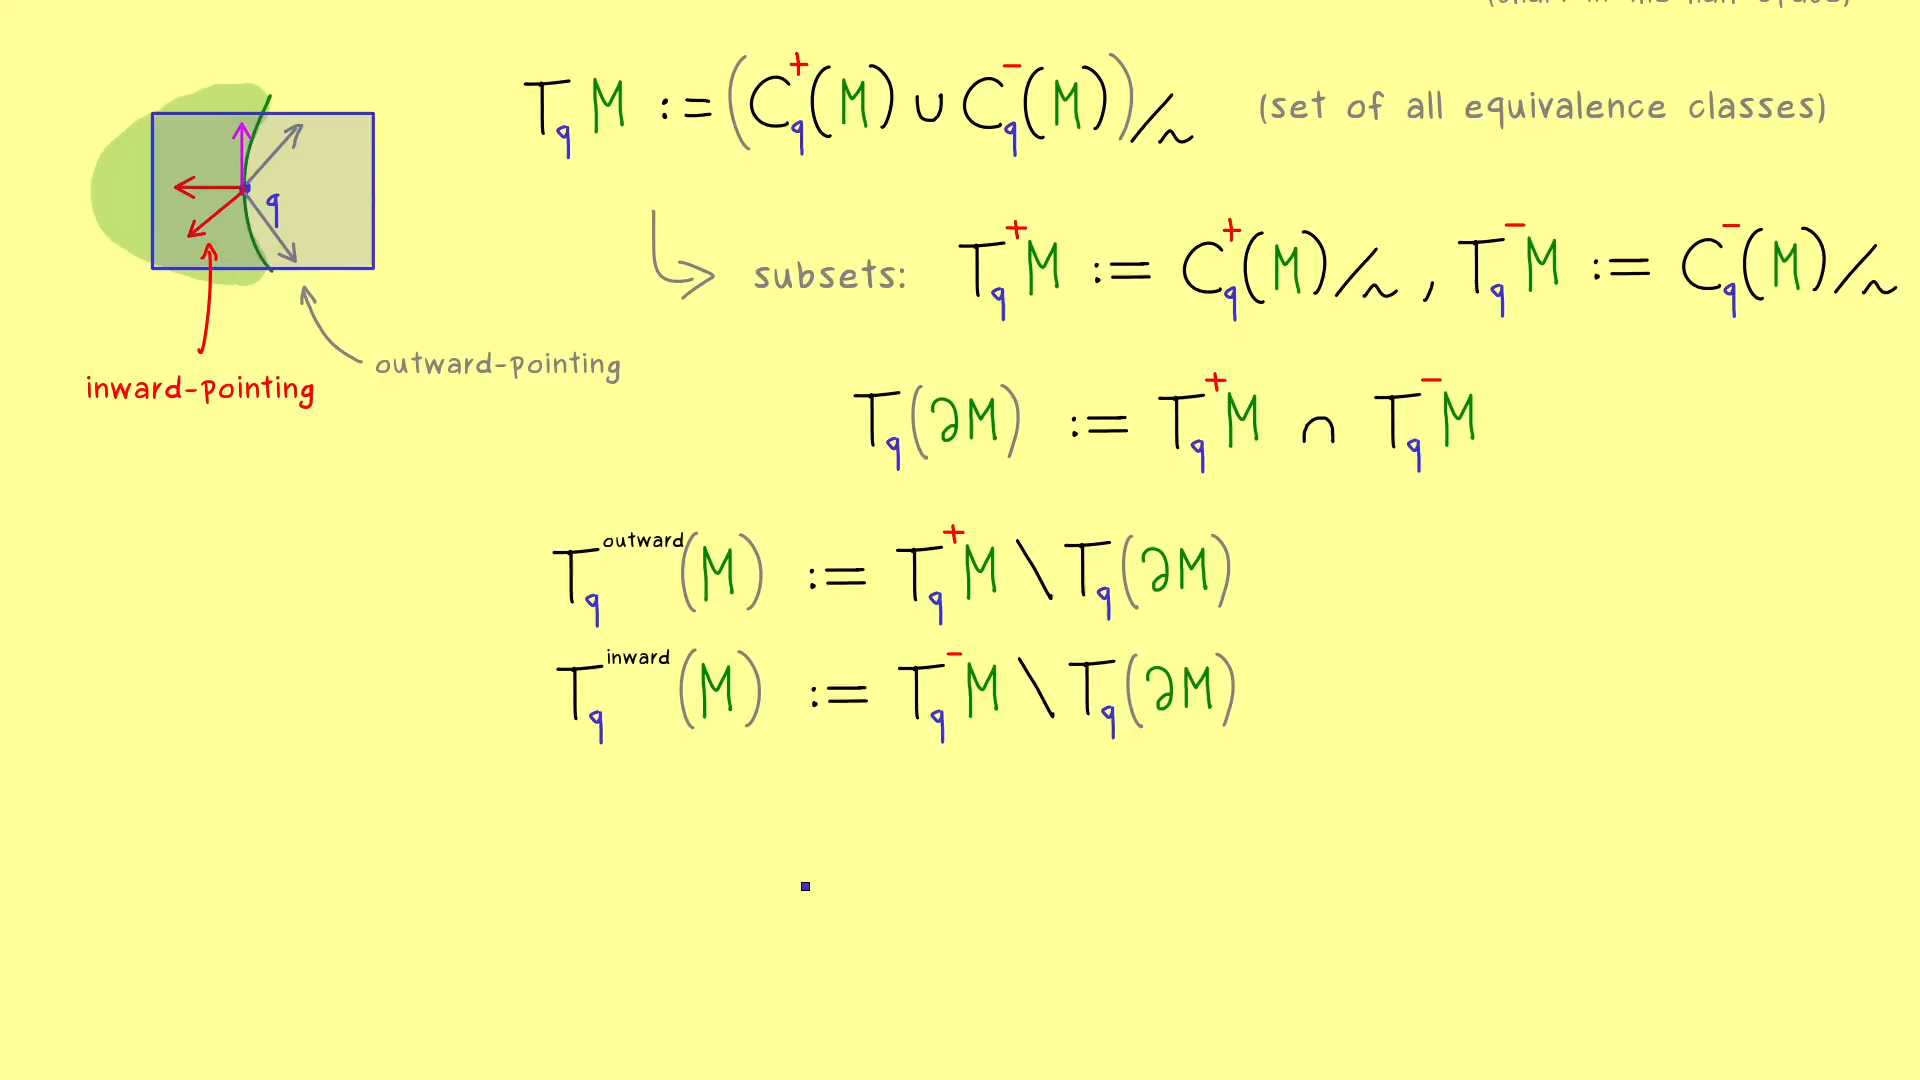 T_q M := (C_q^+(M) ∪ C_q^-(M))/~ (set of all equivalence classes)
q
subsets: T_q^+ M := C_q^+(M)/~ , T_q^- M := C_q^-(M)/~
outward-pointing
inward-pointing
T_q(∂M) := T_q^+ M ∩ T_q^- M
T_q^outward(M) := T_q^+ M \ T_q(∂M)
T_q^inward(M) := T_q^- M \ T_q(∂M)